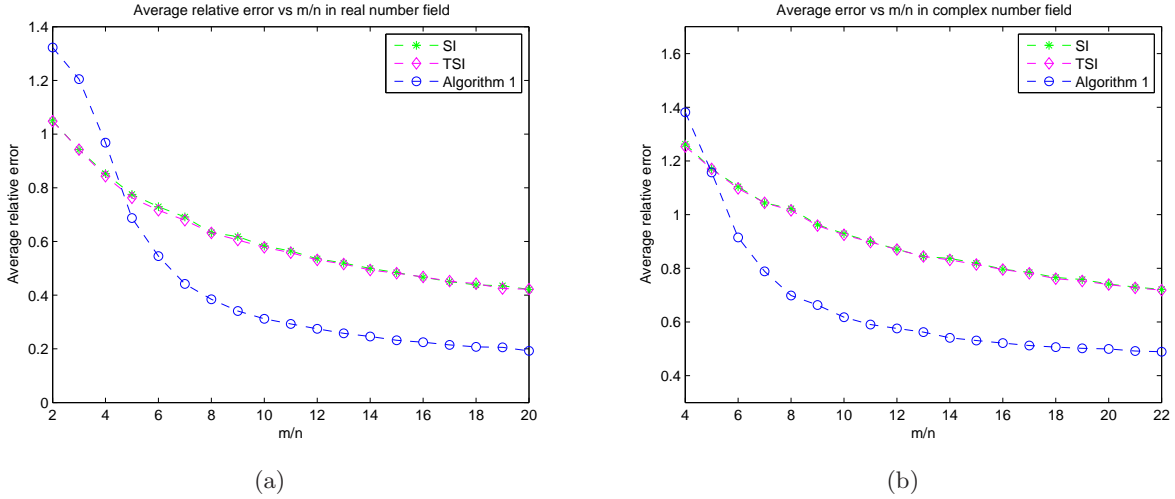 Average relative error vs m/n in real number field
1.4
1.2
1
0.8
0.6
0.4
0.2
0
Average relative error
SI
TSI
Algorithm 1
2 4 6 8 10 12 14 16 18 20
m/n
(a)
Average error vs m/n in complex number field
1.6
1.4
1.2
1
0.8
0.6
0.4
Average relative error
SI
TSI
Algorithm 1
4 6 8 10 12 14 16 18 20 22
m/n
(b)